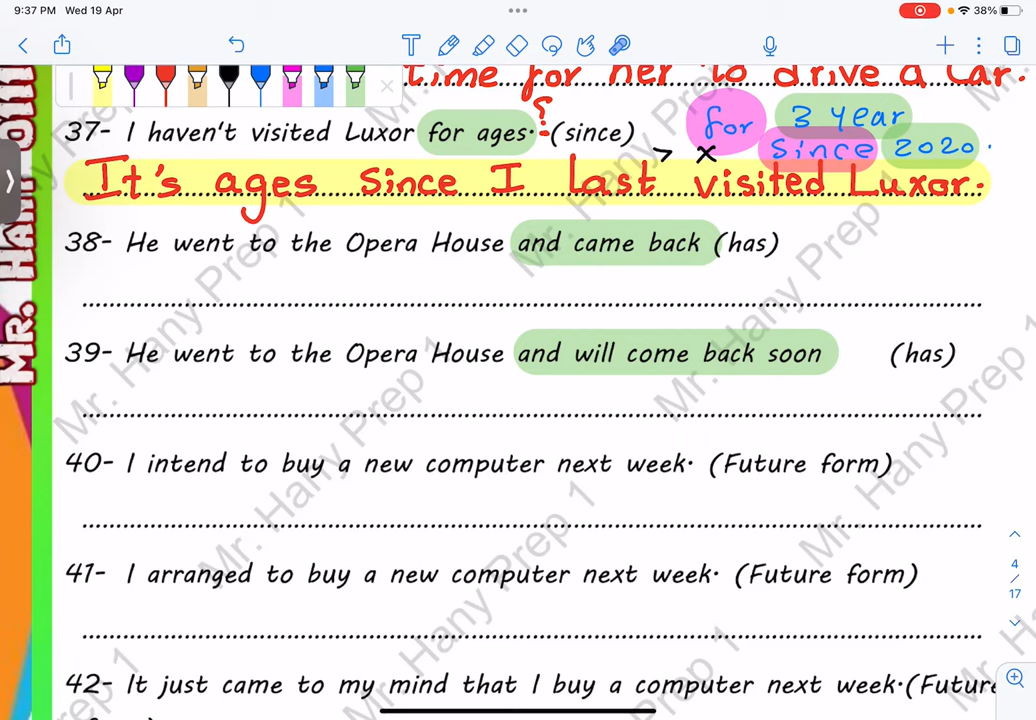 9:37 PM Wed 19 Apr
38%
time for her to drive a car.
37- I haven't visited Luxor for ages. (since)
for 3 year
since 2020.
It's ages since I last visited Luxor.
38- He went to the Opera House and came back (has)
39- He went to the Opera House and will come back soon (has)
40- I intend to buy a new computer next week. (Future form)
41- I arranged to buy a new computer next week. (Future form)
42- It just came to my mind that I buy a computer next week.(Future
4
/
17
Mr. Hany Prep 1